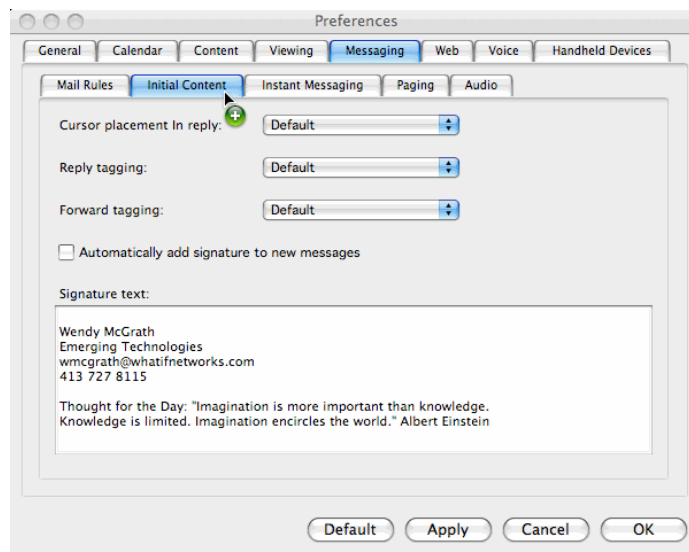 Preferences
General Calendar Content Viewing Messaging Web Voice Handheld Devices
Mail Rules Initial Content Instant Messaging Paging Audio
Cursor placement In reply: Default
Reply tagging: Default
Forward tagging: Default
Automatically add signature to new messages
Signature text:
Wendy McGrath
Emerging Technologies
wmcgrath@whatifnetworks.com
413 727 8115
Thought for the Day: "Imagination is more important than knowledge.
Knowledge is limited. Imagination encircles the world." Albert Einstein
Default Apply Cancel OK